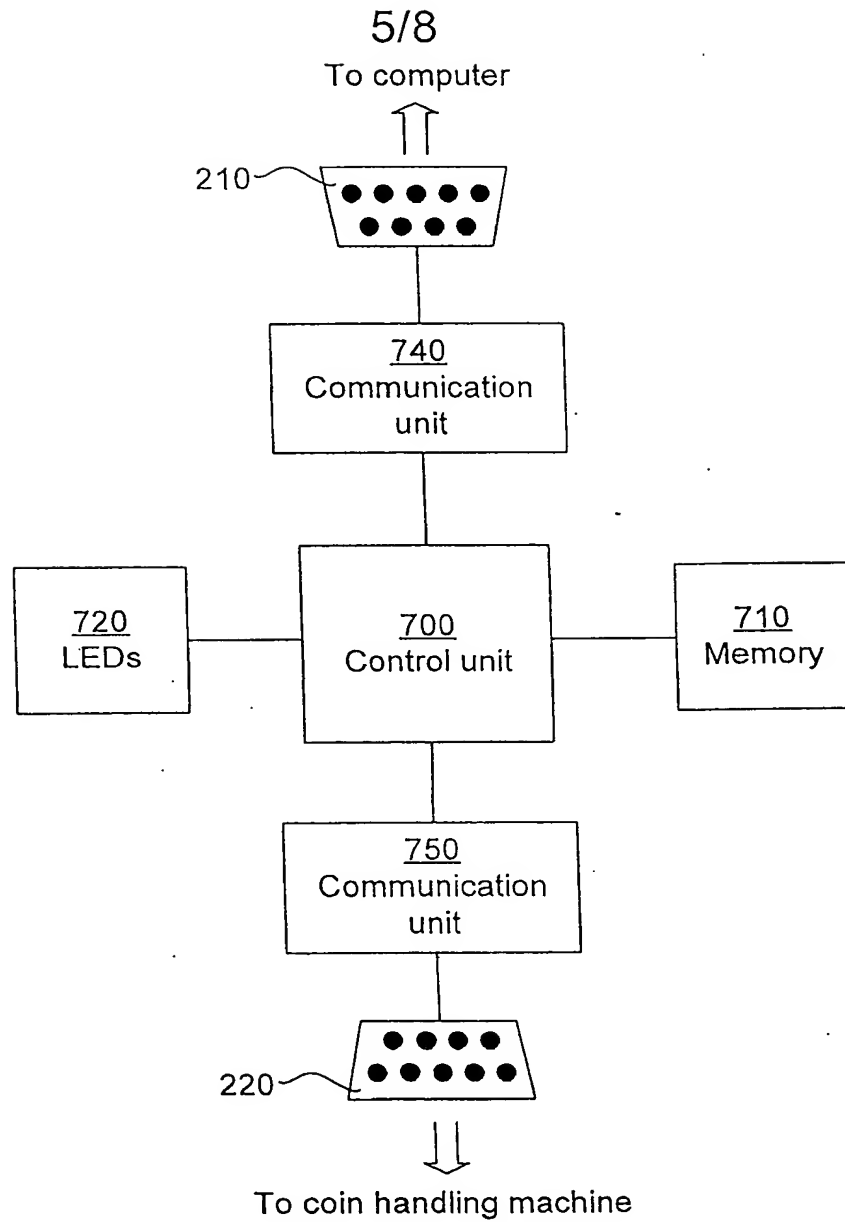 5/8
To computer
210
740
Communication
unit
720
LEDs
700
Control unit
710
Memory
750
Communication
unit
220
To coin handling machine